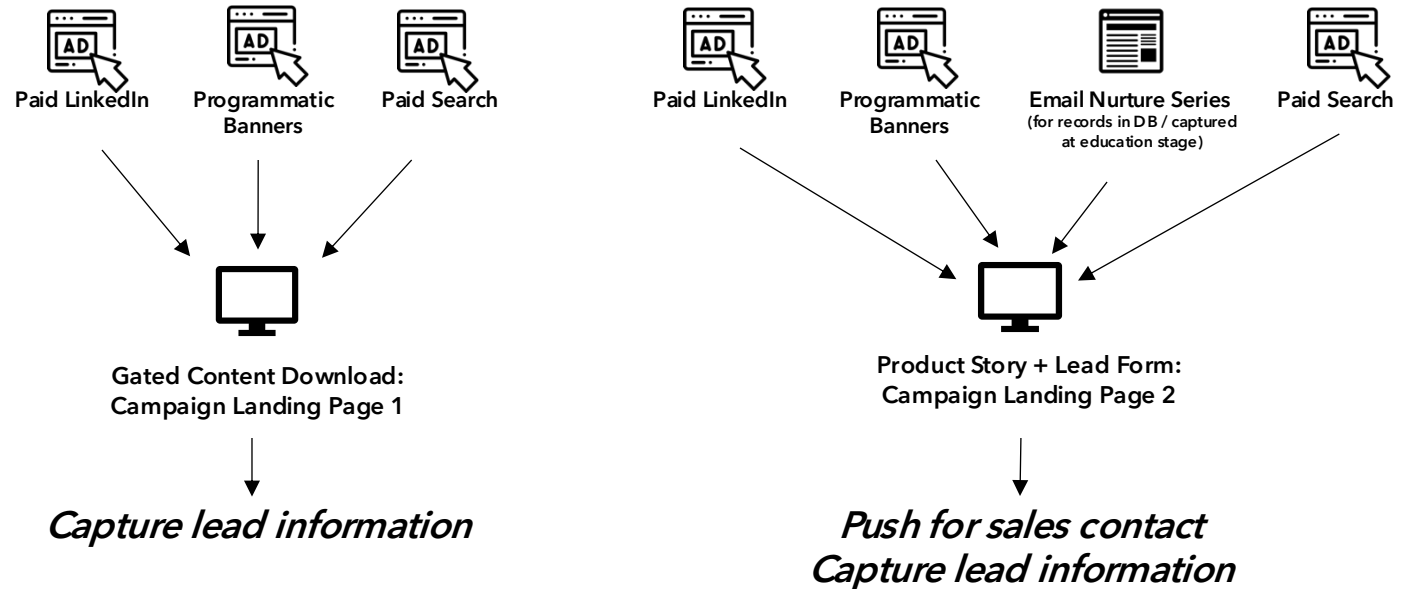 AD
AD
AD
Paid LinkedIn
Programmatic
Banners
Paid Search
Gated Content Download:
Campaign Landing Page 1
Capture lead information
AD
AD
AD
Paid LinkedIn
Programmatic
Banners
Email Nurture Series
(for records in DB / captured
at education stage)
Paid Search
Product Story + Lead Form:
Campaign Landing Page 2
Push for sales contact
Capture lead information